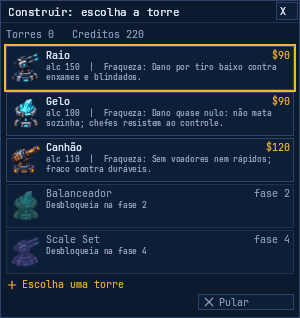 Construir: escolha a torre X
Torres 0 Creditos 220
Raio $90
alc 150 | Fraqueza: Dano por tiro baixo contra
enxames e blindados.
Gelo $90
alc 100 | Fraqueza: Dano quase nulo: não mata
sozinha; chefes resistem ao controle.
Canhão $120
alc 110 | Fraqueza: Sem voadores nem rápidos;
fraco contra duráveis.
Balanceador fase 2
Desbloqueia na fase 2
Scale Set fase 4
Desbloqueia na fase 4
+ Escolha uma torre
X Pular